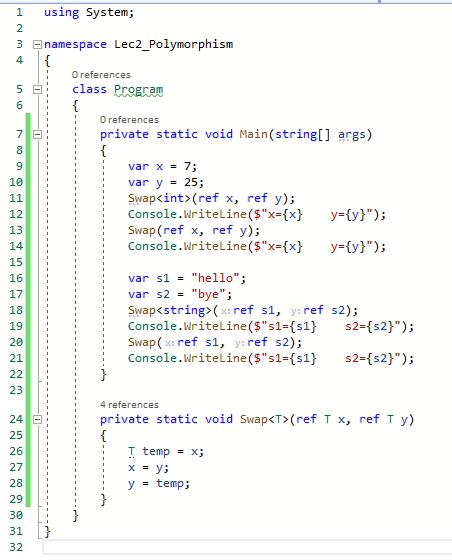 1 using System;
2
3 namespace Lec2_Polymorphism
4 {
0 references
5 class Program
6 {
0 references
7 private static void Main(string[] args)
8 {
9 var x = 7;
10 var y = 25;
11 Swap<int>(ref x, ref y);
12 Console.WriteLine($"x={x}    y={y}");
13 Swap(ref x, ref y);
14 Console.WriteLine($"x={x}    y={y}");
15
16 var s1 = "hello";
17 var s2 = "bye";
18 Swap<string>(x: ref s1, y: ref s2);
19 Console.WriteLine($"s1={s1}    s2={s2}");
20 Swap(x: ref s1, y: ref s2);
21 Console.WriteLine($"s1={s1}    s2={s2}");
22 }
23
4 references
24 private static void Swap<T>(ref T x, ref T y)
25 {
26 T temp = x;
27 x = y;
28 y = temp;
29 }
30 }
31 }
32